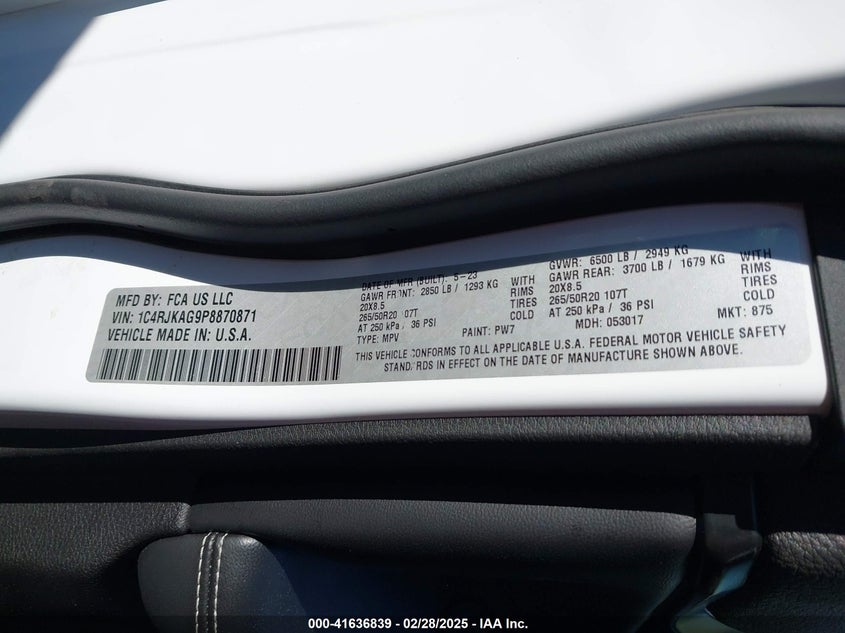 MFD BY: FCA US LLC
VIN: 1C4RJKAG9P8870871
VEHICLE MADE IN: U.S.A.
DATE OF MFR (BUILT): 5-23
GAWR FRONT: 2850 LB / 1293 KG WITH
20X8.5 RIMS
265/50R20 107T TIRES
AT 250 kPa / 36 PSI COLD
TYPE: MPV
PAINT: PW7
GVWR: 6500 LB / 2949 KG
GAWR REAR: 3700 LB / 1679 KG WITH
20X8.5 RIMS
265/50R20 107T TIRES
AT 250 kPa / 36 PSI COLD
MDH: 053017
MKT: 875
THIS VEHICLE CONFORMS TO ALL APPLICABLE U.S.A. FEDERAL MOTOR VEHICLE SAFETY
STANDARDS IN EFFECT ON THE DATE OF MANUFACTURE SHOWN ABOVE.
000-41636839 - 02/28/2025 - IAA Inc.